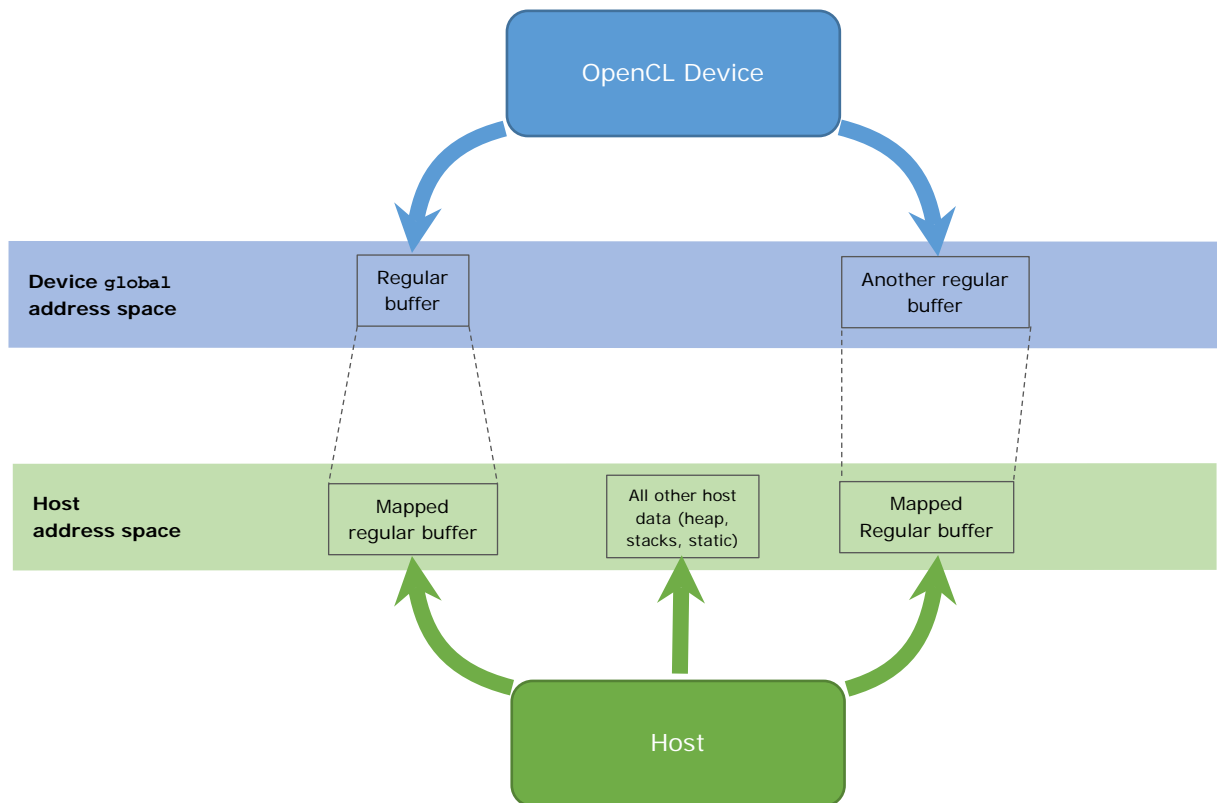 OpenCL Device
Device global
address space
Regular
buffer
Another regular
buffer
Host
address space
Mapped
regular buffer
All other host
data (heap,
stacks, static)
Mapped
Regular buffer
Host